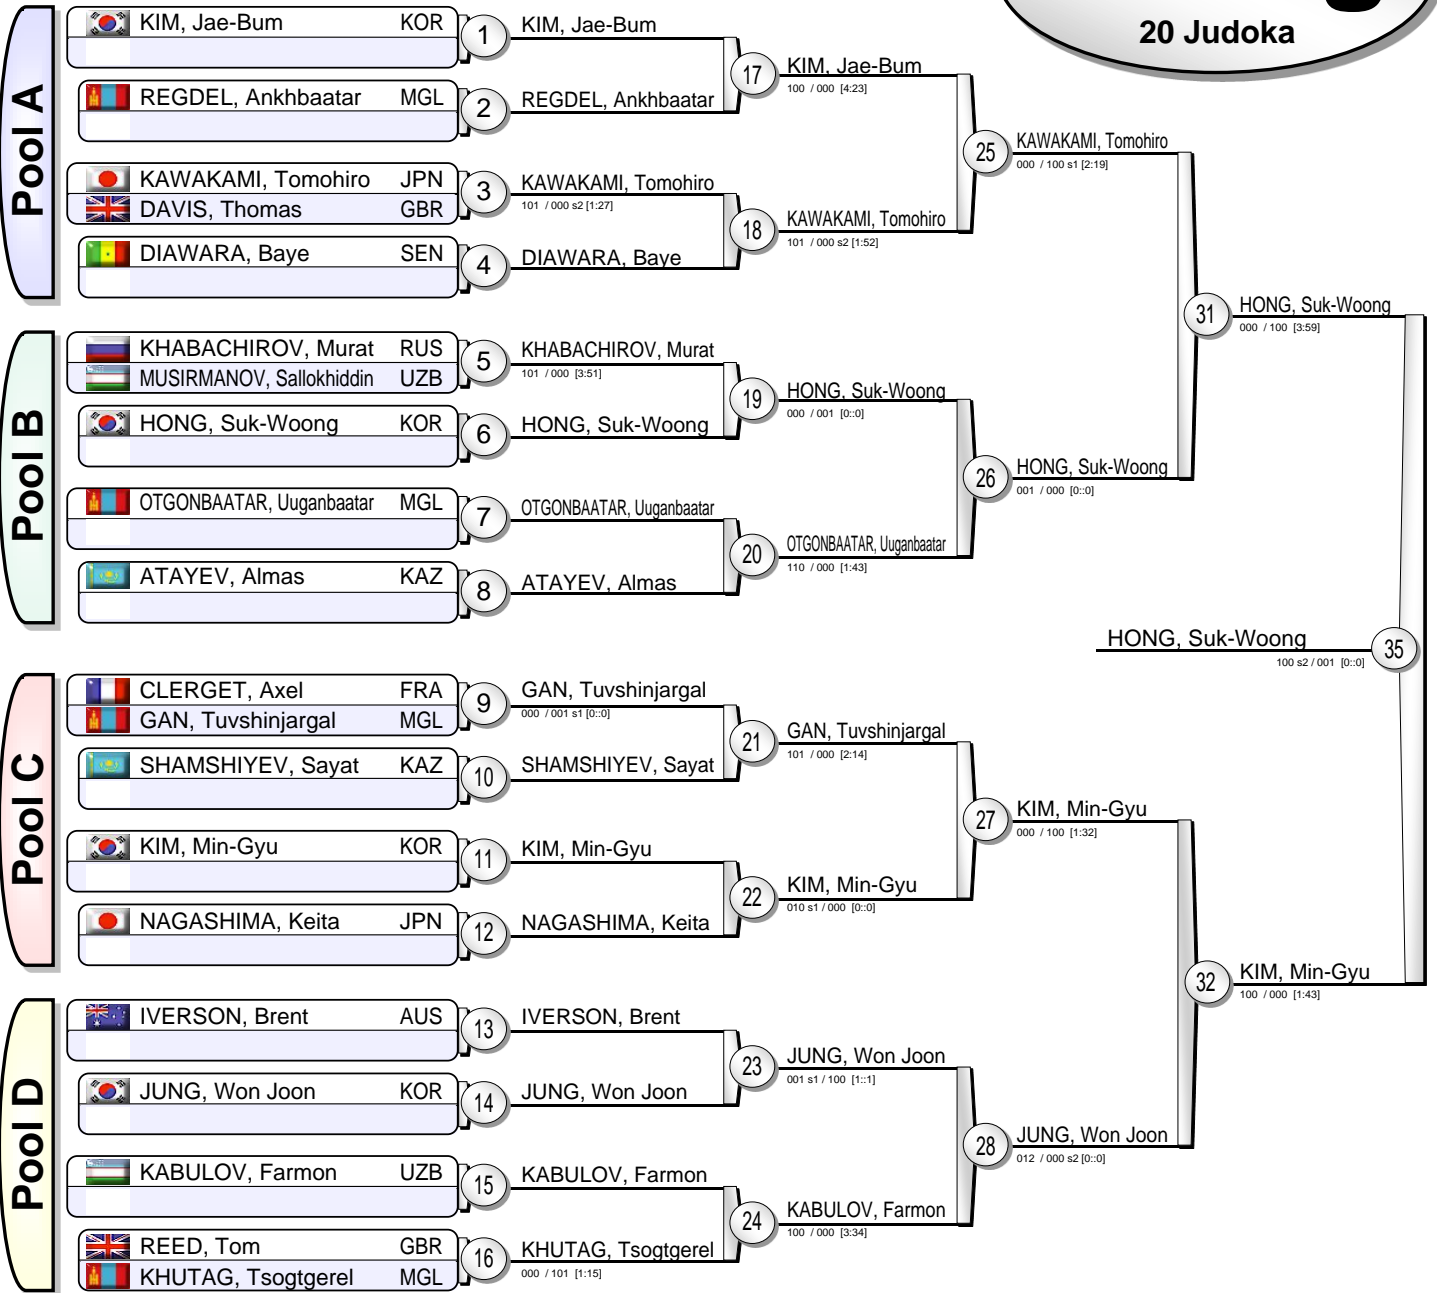 20 Judoka
Pool A
KIM, Jae-Bum KOR
1
KIM, Jae-Bum
REGDEL, Ankhbaatar MGL
2
REGDEL, Ankhbaatar
17
KIM, Jae-Bum
100 / 000 [4:23]
KAWAKAMI, Tomohiro JPN
DAVIS, Thomas GBR
3
KAWAKAMI, Tomohiro
101 / 000 s2 [1:27]
DIAWARA, Baye SEN
4
DIAWARA, Baye
18
KAWAKAMI, Tomohiro
101 / 000 s2 [1:52]
25
KAWAKAMI, Tomohiro
000 / 100 s1 [2:19]
Pool B
KHABACHIROV, Murat RUS
MUSIRMANOV, Sallokhiddin UZB
5
KHABACHIROV, Murat
101 / 000 [3:51]
HONG, Suk-Woong KOR
6
HONG, Suk-Woong
19
HONG, Suk-Woong
000 / 001 [0::0]
OTGONBAATAR, Uuganbaatar MGL
7
OTGONBAATAR, Uuganbaatar
ATAYEV, Almas KAZ
8
ATAYEV, Almas
20
OTGONBAATAR, Uuganbaatar
110 / 000 [1:43]
26
HONG, Suk-Woong
001 / 000 [0::0]
31
HONG, Suk-Woong
000 / 100 [3:59]
HONG, Suk-Woong
100 s2 / 001 [0::0]
35
Pool C
CLERGET, Axel FRA
GAN, Tuvshinjargal MGL
9
GAN, Tuvshinjargal
000 / 001 s1 [0::0]
SHAMSHIYEV, Sayat KAZ
10
SHAMSHIYEV, Sayat
21
GAN, Tuvshinjargal
101 / 000 [2:14]
KIM, Min-Gyu KOR
11
KIM, Min-Gyu
NAGASHIMA, Keita JPN
12
NAGASHIMA, Keita
22
KIM, Min-Gyu
010 s1 / 000 [0::0]
27
KIM, Min-Gyu
000 / 100 [1:32]
Pool D
IVERSON, Brent AUS
13
IVERSON, Brent
JUNG, Won Joon KOR
14
JUNG, Won Joon
23
JUNG, Won Joon
001 s1 / 100 [1::1]
KABULOV, Farmon UZB
15
KABULOV, Farmon
REED, Tom GBR
KHUTAG, Tsogtgerel MGL
16
KHUTAG, Tsogtgerel
000 / 101 [1:15]
24
KABULOV, Farmon
100 / 000 [3:34]
28
JUNG, Won Joon
012 / 000 s2 [0::0]
32
KIM, Min-Gyu
100 / 000 [1:43]